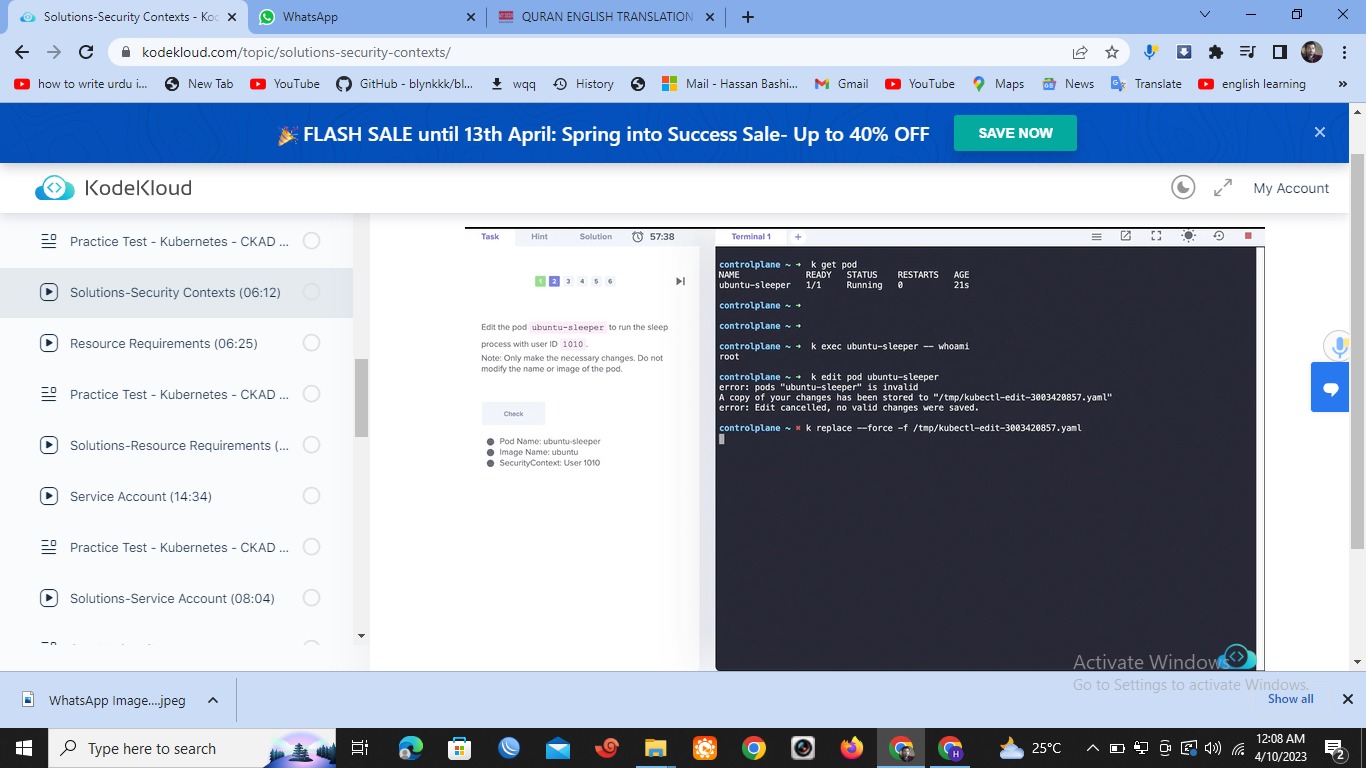 Solutions-Security Contexts - Koc
WhatsApp
QURAN ENGLISH TRANSLATION
kodekloud.com/topic/solutions-security-contexts/
how to write urdu i...
New Tab
YouTube
GitHub - blynkkk/bl...
wqq
History
Mail - Hassan Bashi...
Gmail
YouTube
Maps
News
Translate
english learning
»
FLASH SALE until 13th April: Spring into Success Sale- Up to 40% OFF
SAVE NOW
KodeKloud
My Account
Practice Test - Kubernetes - CKAD ...
Solutions-Security Contexts (06:12)
Resource Requirements (06:25)
Practice Test - Kubernetes - CKAD ...
Solutions-Resource Requirements (...
Service Account (14:34)
Practice Test - Kubernetes - CKAD ...
Solutions-Service Account (08:04)
Task
Hint
Solution
57:38
1 2 3 4 5 6
Edit the pod ubuntu-sleeper to run the sleep
process with user ID 1010.
Note: Only make the necessary changes. Do not
modify the name or image of the pod.
Check
Pod Name: ubuntu-sleeper
Image Name: ubuntu
SecurityContext: User 1010
Terminal 1 +
controlplane ~ ➜ k get pod
NAME READY STATUS RESTARTS AGE
ubuntu-sleeper 1/1 Running 0 21s
controlplane ~ ➜
controlplane ~ ➜
controlplane ~ ➜ k exec ubuntu-sleeper -- whoami
root
controlplane ~ ➜ k edit pod ubuntu-sleeper
error: pods "ubuntu-sleeper" is invalid
A copy of your changes has been stored to "/tmp/kubectl-edit-3003420857.yaml"
error: Edit cancelled, no valid changes were saved.
controlplane ~ ✖ k replace --force -f /tmp/kubectl-edit-3003420857.yaml
Activate Windows
Go to Settings to activate Windows.
WhatsApp Image....jpeg
Show all
Type here to search
25°C
12:08 AM
4/10/2023
2